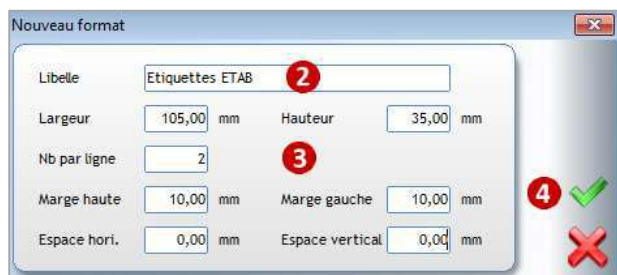 Nouveau format
Libelle Etiquettes ETAB 2
Largeur 105,00 mm Hauteur 35,00 mm
Nb par ligne 2 3
Marge haute 10,00 mm Marge gauche 10,00 mm 4
Espace hori. 0,00 mm Espace vertical 0,00 mm